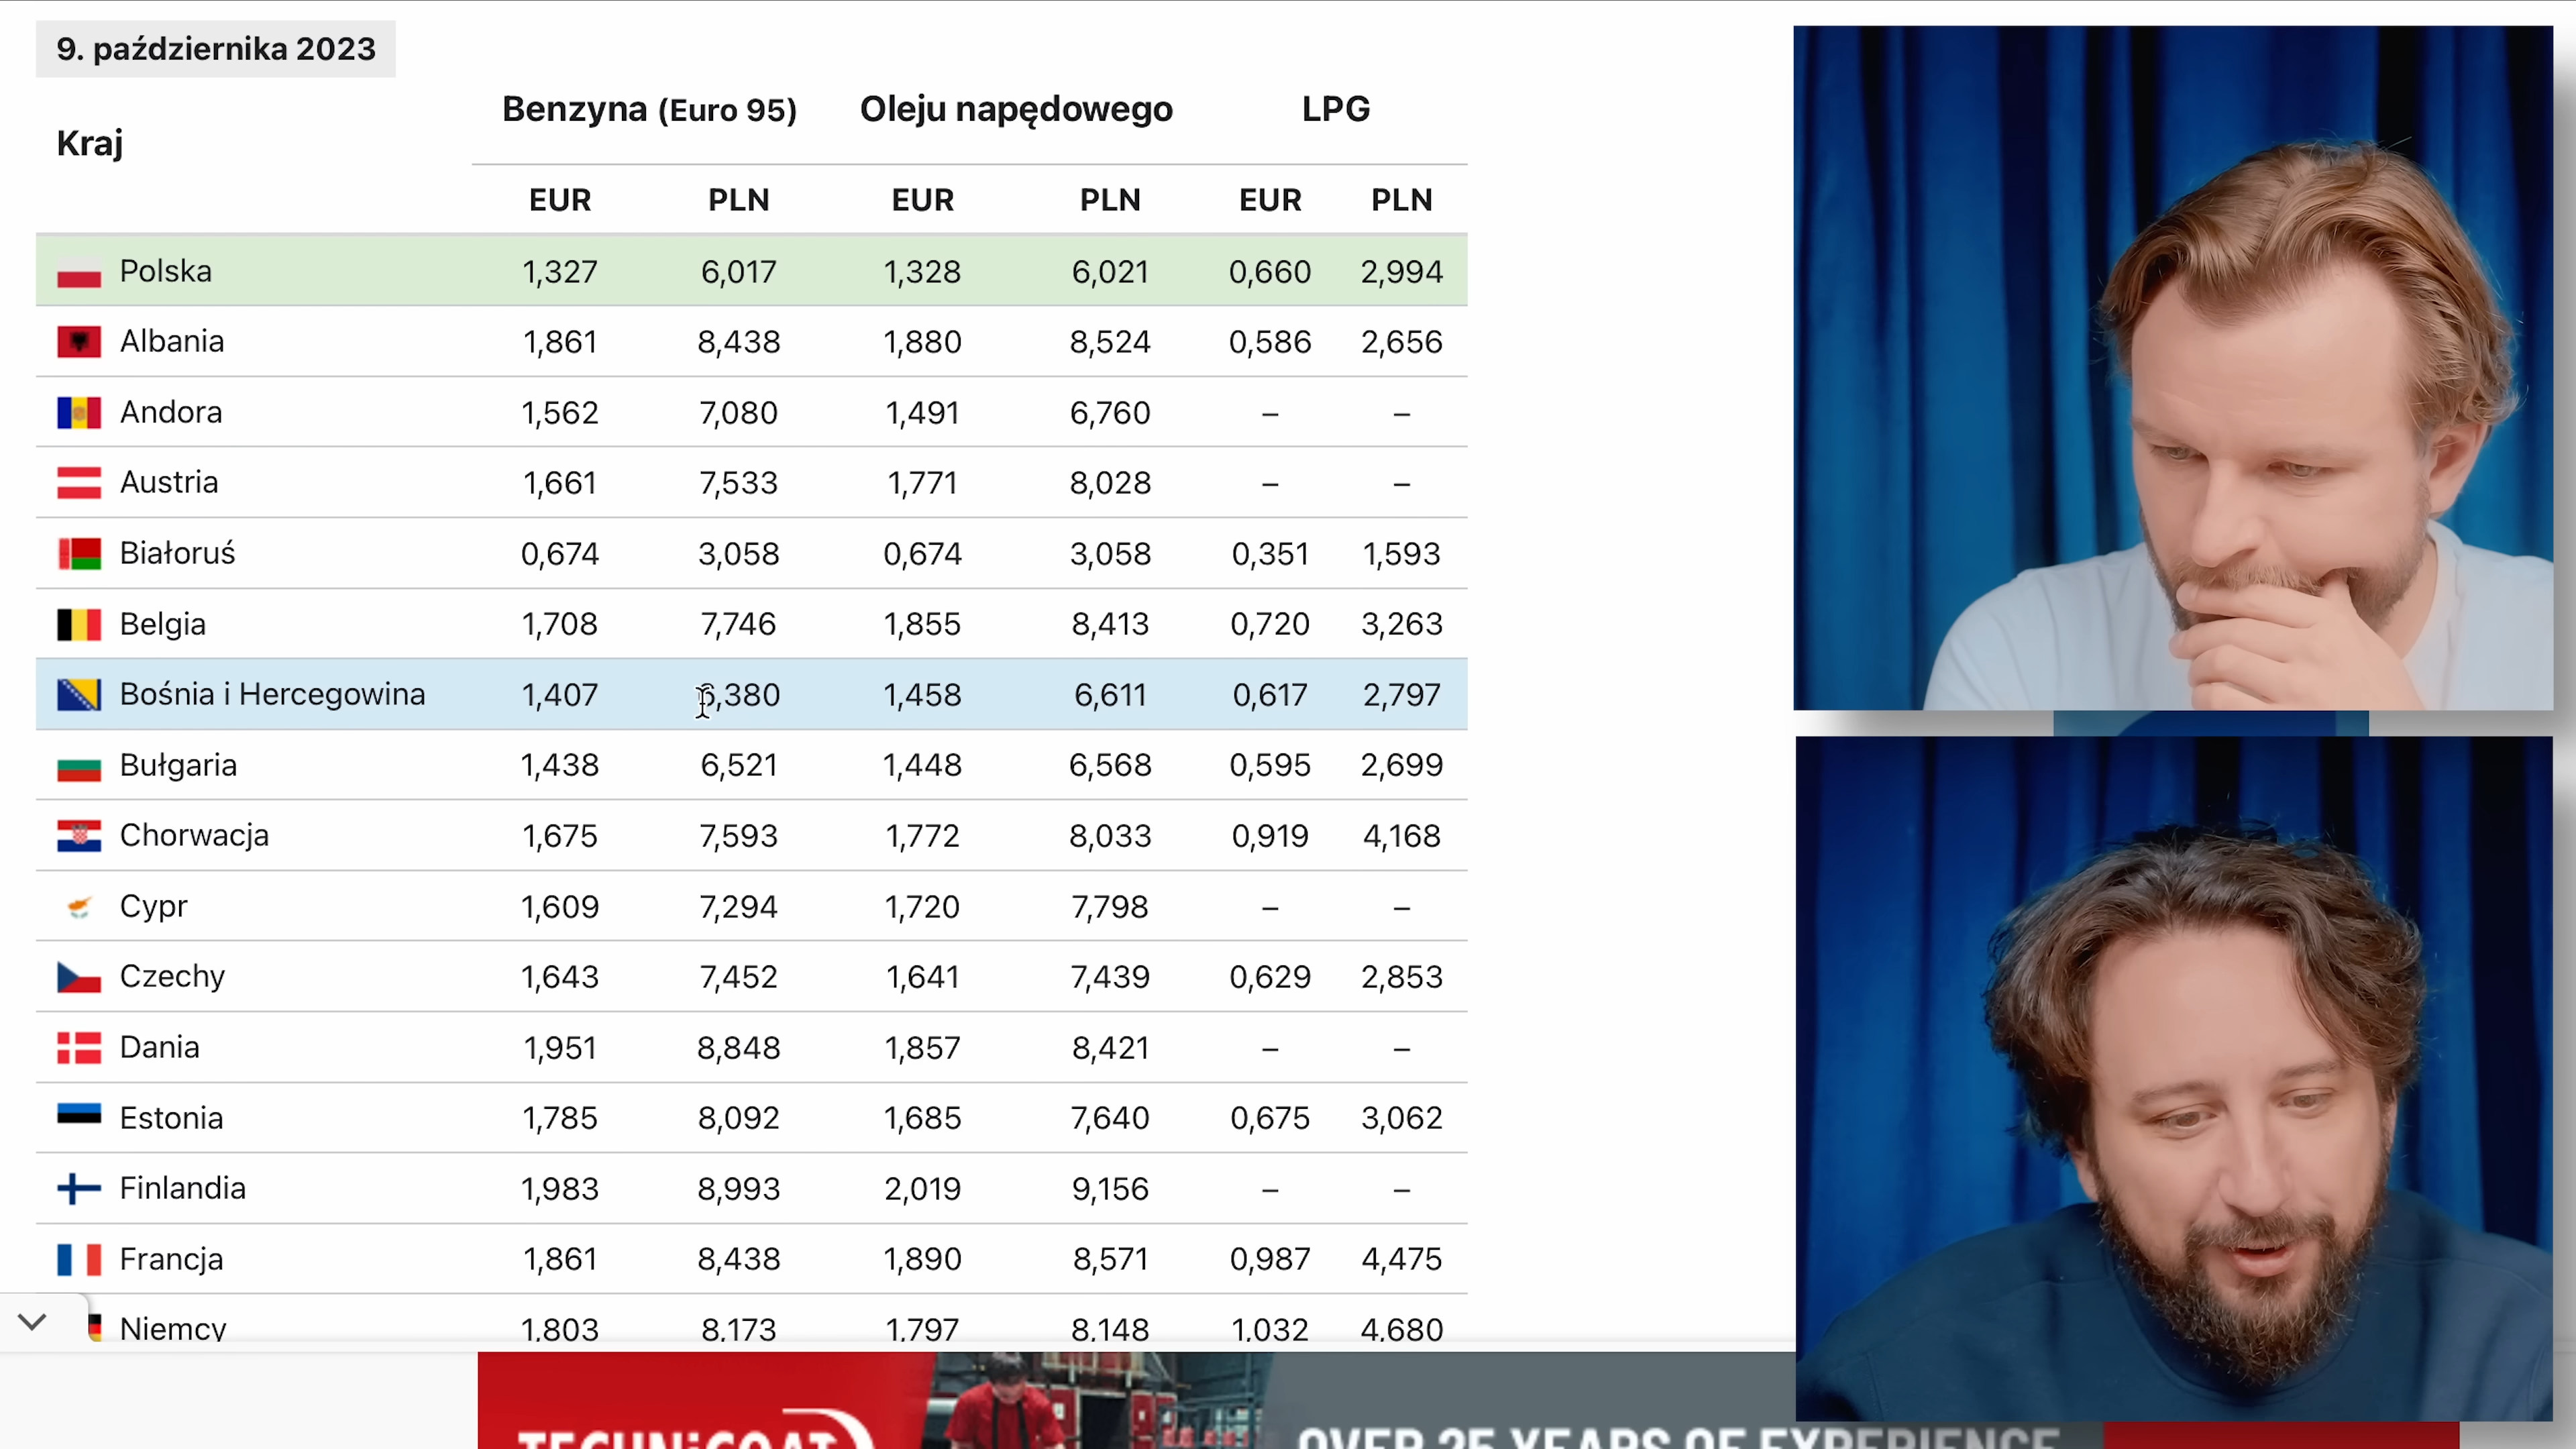 9. października 2023
Kraj Benzyna (Euro 95) Oleju napędowego LPG
EUR PLN EUR PLN EUR PLN
Polska 1,327 6,017 1,328 6,021 0,660 2,994
Albania 1,861 8,438 1,880 8,524 0,586 2,656
Andora 1,562 7,080 1,491 6,760 – –
Austria 1,661 7,533 1,771 8,028 – –
Białoruś 0,674 3,058 0,674 3,058 0,351 1,593
Belgia 1,708 7,746 1,855 8,413 0,720 3,263
Bośnia i Hercegowina 1,407 6,380 1,458 6,611 0,617 2,797
Bułgaria 1,438 6,521 1,448 6,568 0,595 2,699
Chorwacja 1,675 7,593 1,772 8,033 0,919 4,168
Cypr 1,609 7,294 1,720 7,798 – –
Czechy 1,643 7,452 1,641 7,439 0,629 2,853
Dania 1,951 8,848 1,857 8,421 – –
Estonia 1,785 8,092 1,685 7,640 0,675 3,062
Finlandia 1,983 8,993 2,019 9,156 – –
Francja 1,861 8,438 1,890 8,571 0,987 4,475
Niemcy 1,803 8,173 1,797 8,148 1,032 4,680
TECHNiCOAT OVER 25 YEARS OF EXPERIENCE